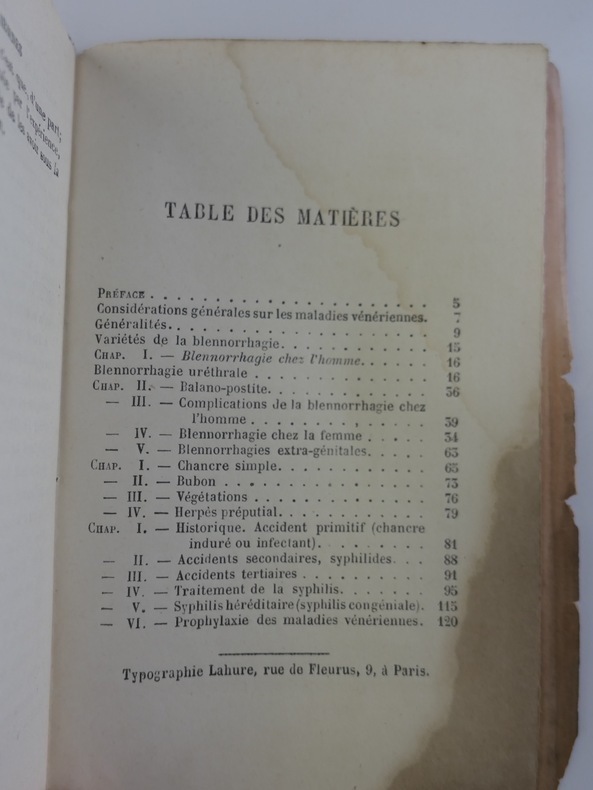 d'une part;
l'expérience,
sous la
TABLE DES MATIÈRES
PRÉFACE . . . . . . . . . . . . . . . . . . 5
Considérations générales sur les maladies vénériennes. 7
Généralités. . . . . . . . . . . . . . . . . 9
Variétés de la blennorrhagie. . . . . . . . . . 15
CHAP. I. — Blennorrhagie chez l'homme. . . . . . 16
Blennorrhagie uréthrale . . . . . . . . . . . . 16
CHAP. II. — Balano-postite. . . . . . . . . . . 36
— III. — Complications de la blennorrhagie chez
l'homme . . . . . . . . . . . . 39
— IV. — Blennorrhagie chez la femme . . . . . 54
— V. — Blennorrhagies extra-génitales. . . . . 63
CHAP. I. — Chancre simple. . . . . . . . . . . 65
— II. — Bubon . . . . . . . . . . . . . . 73
— III. — Végétations . . . . . . . . . . . . 76
— IV. — Herpès préputial. . . . . . . . . . 79
CHAP. I. — Historique. Accident primitif (chancre
induré ou infectant). . . . . . . . 81
— II. — Accidents secondaires, syphilides. . . 88
— III. — Accidents tertiaires . . . . . . . . . 91
— IV. — Traitement de la syphilis. . . . . . . 95
— V. — Syphilis héréditaire (syphilis congéniale). 115
— VI. — Prophylaxie des maladies vénériennes. 120
Typographie Lahure, rue de Fleurus, 9, à Paris.